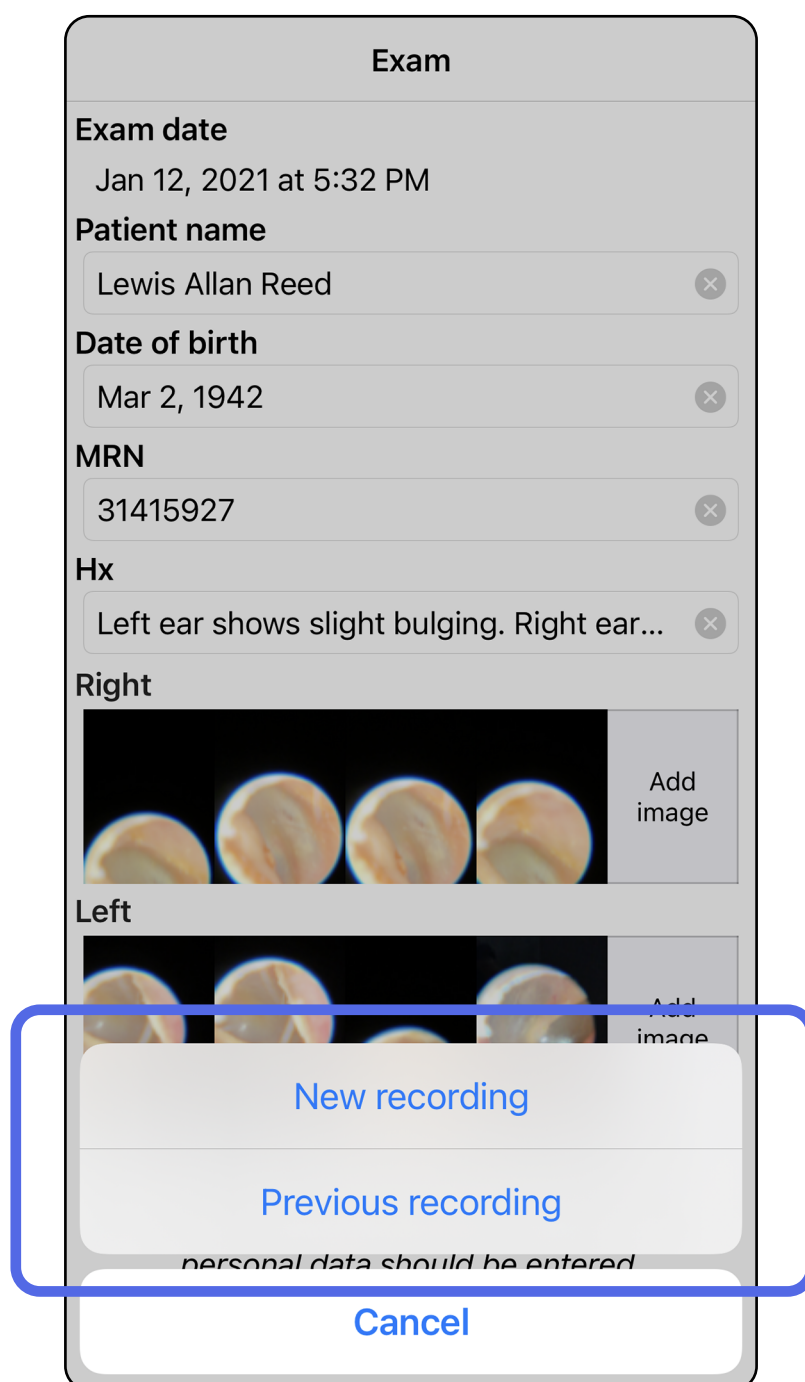 Exam
Exam date
Jan 12, 2021 at 5:32 PM
Patient name
Lewis Allan Reed
Date of birth
Mar 2, 1942
MRN
31415927
Hx
Left ear shows slight bulging. Right ear...
Right
Add
image
Left
Add
image
New recording
Previous recording
personal data should be entered
Cancel